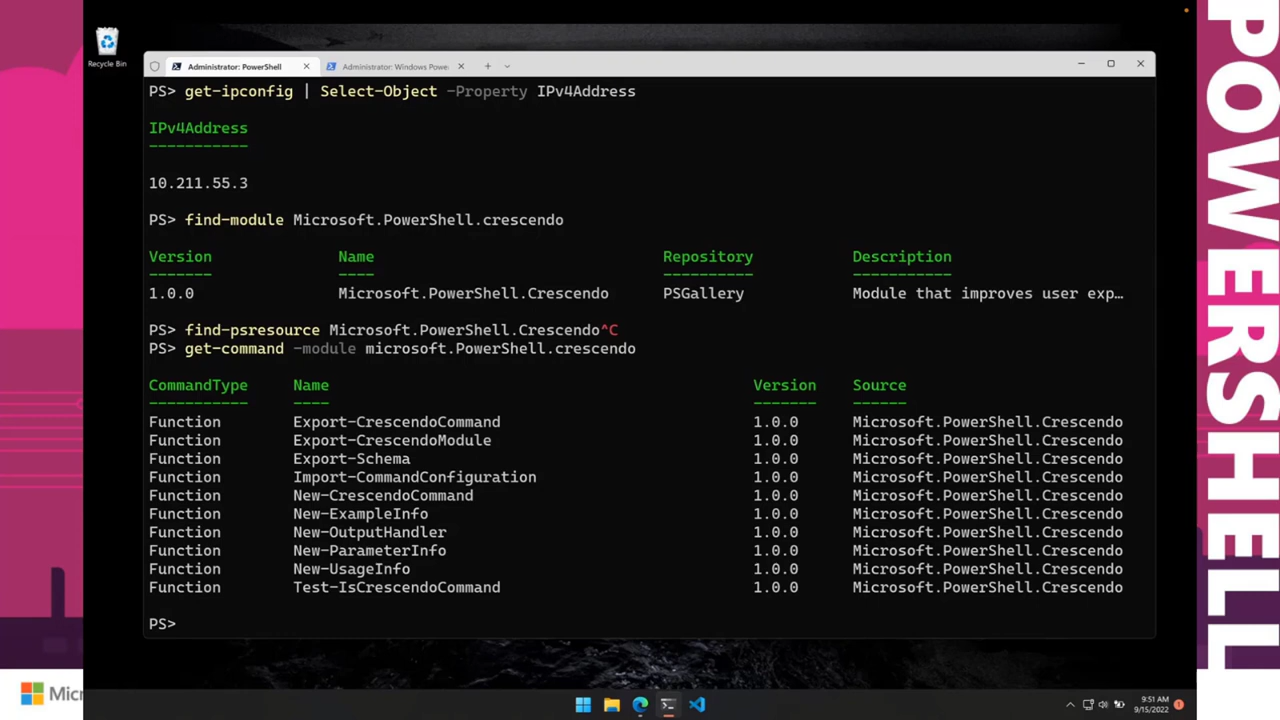 Recycle Bin
Administrator: PowerShell
Administrator: Windows Powe
PS> get-ipconfig | Select-Object -Property IPv4Address
IPv4Address
-----------
10.211.55.3
PS> find-module Microsoft.PowerShell.crescendo
Version Name Repository Description
------- ---- ---------- -----------
1.0.0 Microsoft.PowerShell.Crescendo PSGallery Module that improves user exp…
PS> find-psresource Microsoft.PowerShell.Crescendo^C
PS> get-command -module microsoft.PowerShell.crescendo
CommandType Name Version Source
----------- ---- ------- ------
Function Export-CrescendoCommand 1.0.0 Microsoft.PowerShell.Crescendo
Function Export-CrescendoModule 1.0.0 Microsoft.PowerShell.Crescendo
Function Export-Schema 1.0.0 Microsoft.PowerShell.Crescendo
Function Import-CommandConfiguration 1.0.0 Microsoft.PowerShell.Crescendo
Function New-CrescendoCommand 1.0.0 Microsoft.PowerShell.Crescendo
Function New-ExampleInfo 1.0.0 Microsoft.PowerShell.Crescendo
Function New-OutputHandler 1.0.0 Microsoft.PowerShell.Crescendo
Function New-ParameterInfo 1.0.0 Microsoft.PowerShell.Crescendo
Function New-UsageInfo 1.0.0 Microsoft.PowerShell.Crescendo
Function Test-IsCrescendoCommand 1.0.0 Microsoft.PowerShell.Crescendo
PS>
POWERSHELL
Micr
9:51 AM
9/15/2022
1